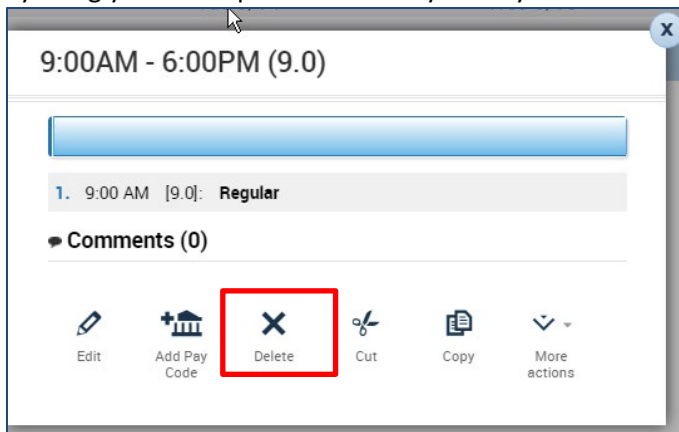 x
9:00AM - 6:00PM (9.0)
1. 9:00 AM [9.0]: Regular
Comments (0)
Edit
Add Pay Code
Delete
Cut
Copy
More actions